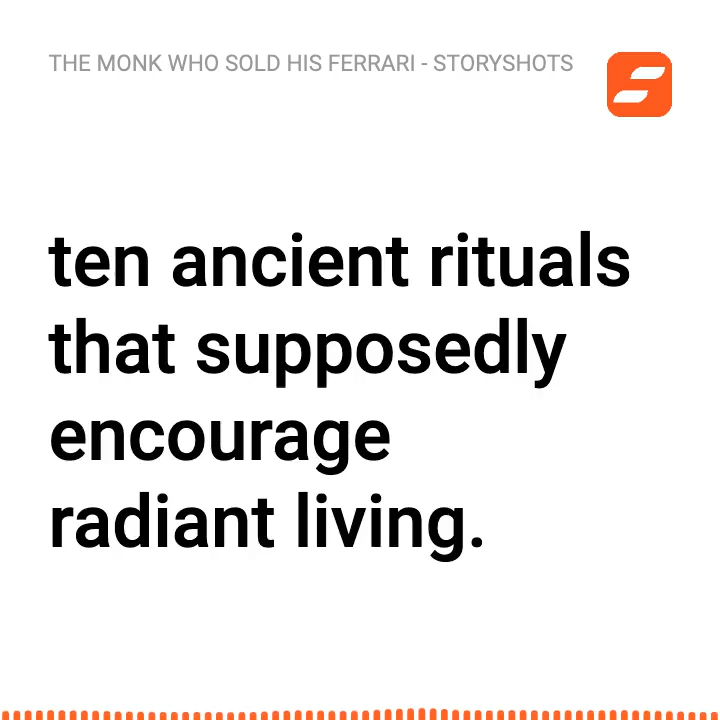 THE MONK WHO SOLD HIS FERRARI - STORYSHOTS
ten ancient rituals
that supposedly
encourage
radiant living.